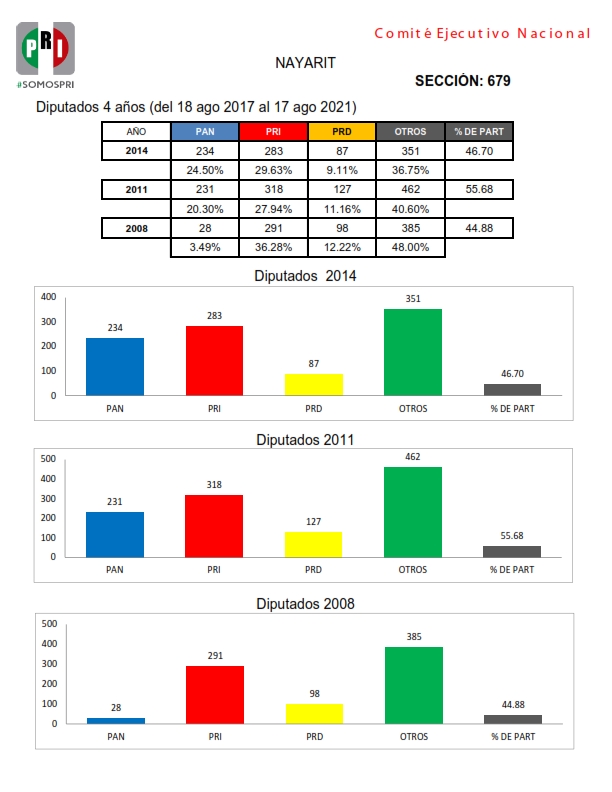 Comité Ejecutivo Nacional
PRI
#SOMOSPRI
NAYARIT
SECCIÓN: 679
Diputados 4 años (del 18 ago 2017 al 17 ago 2021)
AÑO PAN PRI PRD OTROS % DE PART
2014 234 283 87 351 46.70
24.50% 29.63% 9.11% 36.75%
2011 231 318 127 462 55.68
20.30% 27.94% 11.16% 40.60%
2008 28 291 98 385 44.88
3.49% 36.28% 12.22% 48.00%
Diputados 2014
400
300
200
100
0
234 283 87 351 46.70
PAN PRI PRD OTROS % DE PART
Diputados 2011
500
400
300
200
100
0
231 318 127 462 55.68
PAN PRI PRD OTROS % DE PART
Diputados 2008
500
400
300
200
100
0
28 291 98 385 44.88
PAN PRI PRD OTROS % DE PART